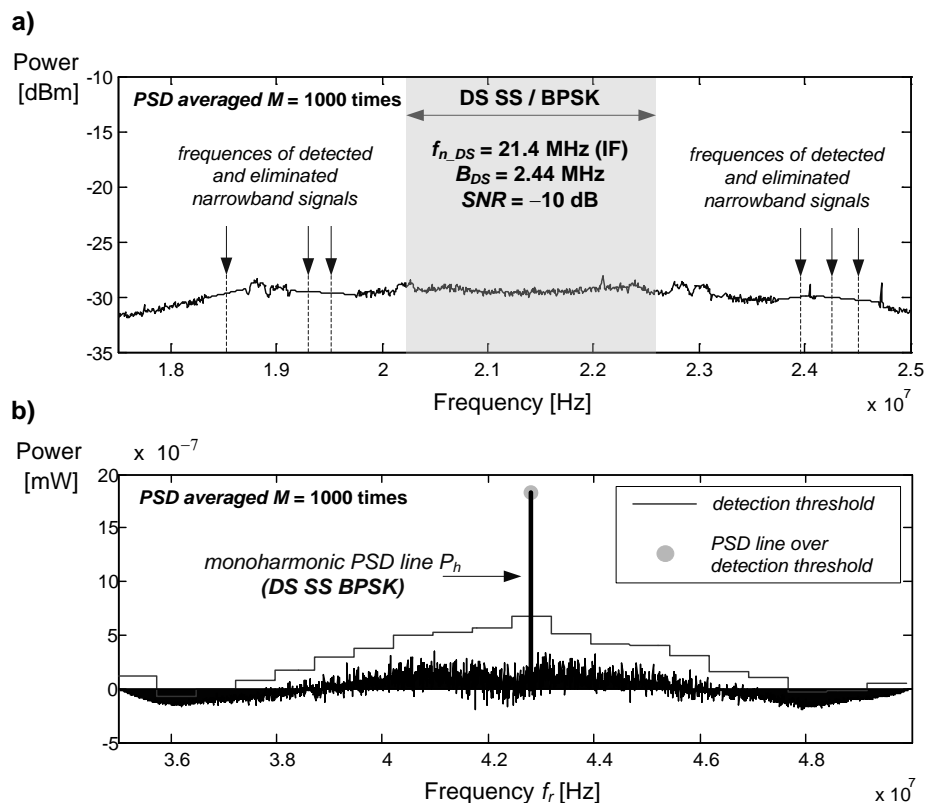 a)
Power
[dBm]
-10
-15
-20
-25
-30
-35
PSD averaged M = 1000 times
DS SS / BPSK
f_n_DS = 21.4 MHz (IF)
B_DS = 2.44 MHz
SNR = −10 dB
frequences of detected
and eliminated
narrowband signals
frequences of detected
and eliminated
narrowband signals
1.8 1.9 2 2.1 2.2 2.3 2.4 2.5
Frequency [Hz]
x 10^7
b)
Power
[mW]
x 10^−7
20
15
10
5
0
-5
PSD averaged M = 1000 times
monoharmonic PSD line P_h
(DS SS BPSK)
detection threshold
PSD line over
detection threshold
3.6 3.8 4 4.2 4.4 4.6 4.8
Frequency f_r [Hz]
x 10^7